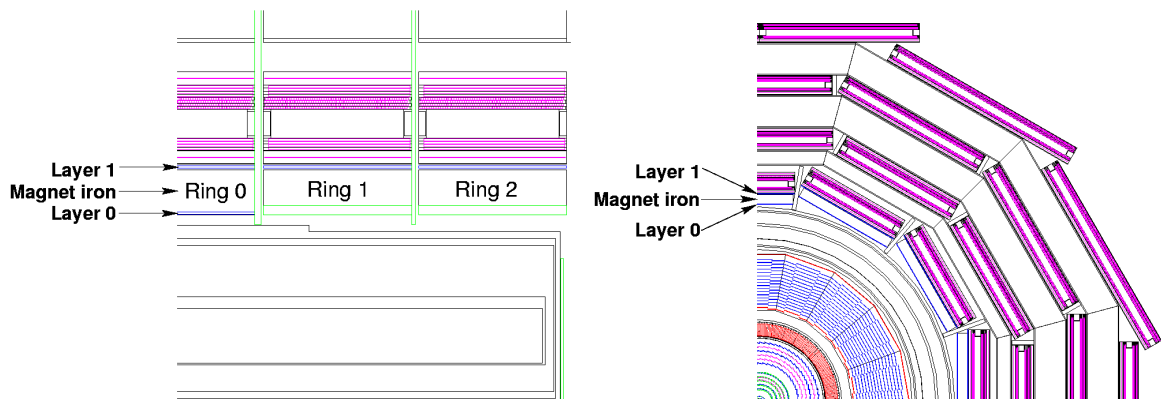 Layer 1
Magnet iron
Layer 0
Ring 0
Ring 1
Ring 2
Layer 1
Magnet iron
Layer 0